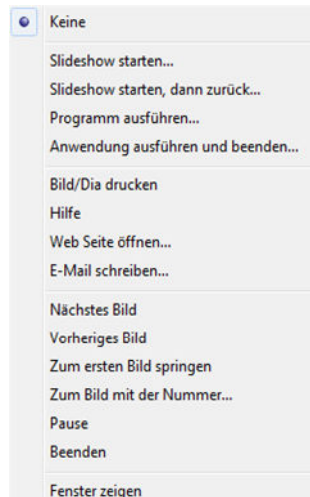 Keine
Slideshow starten...
Slideshow starten, dann zurück...
Programm ausführen...
Anwendung ausführen und beenden...
Bild/Dia drucken
Hilfe
Web Seite öffnen...
E-Mail schreiben...
Nächstes Bild
Vorheriges Bild
Zum ersten Bild springen
Zum Bild mit der Nummer...
Pause
Beenden
Fenster zeigen